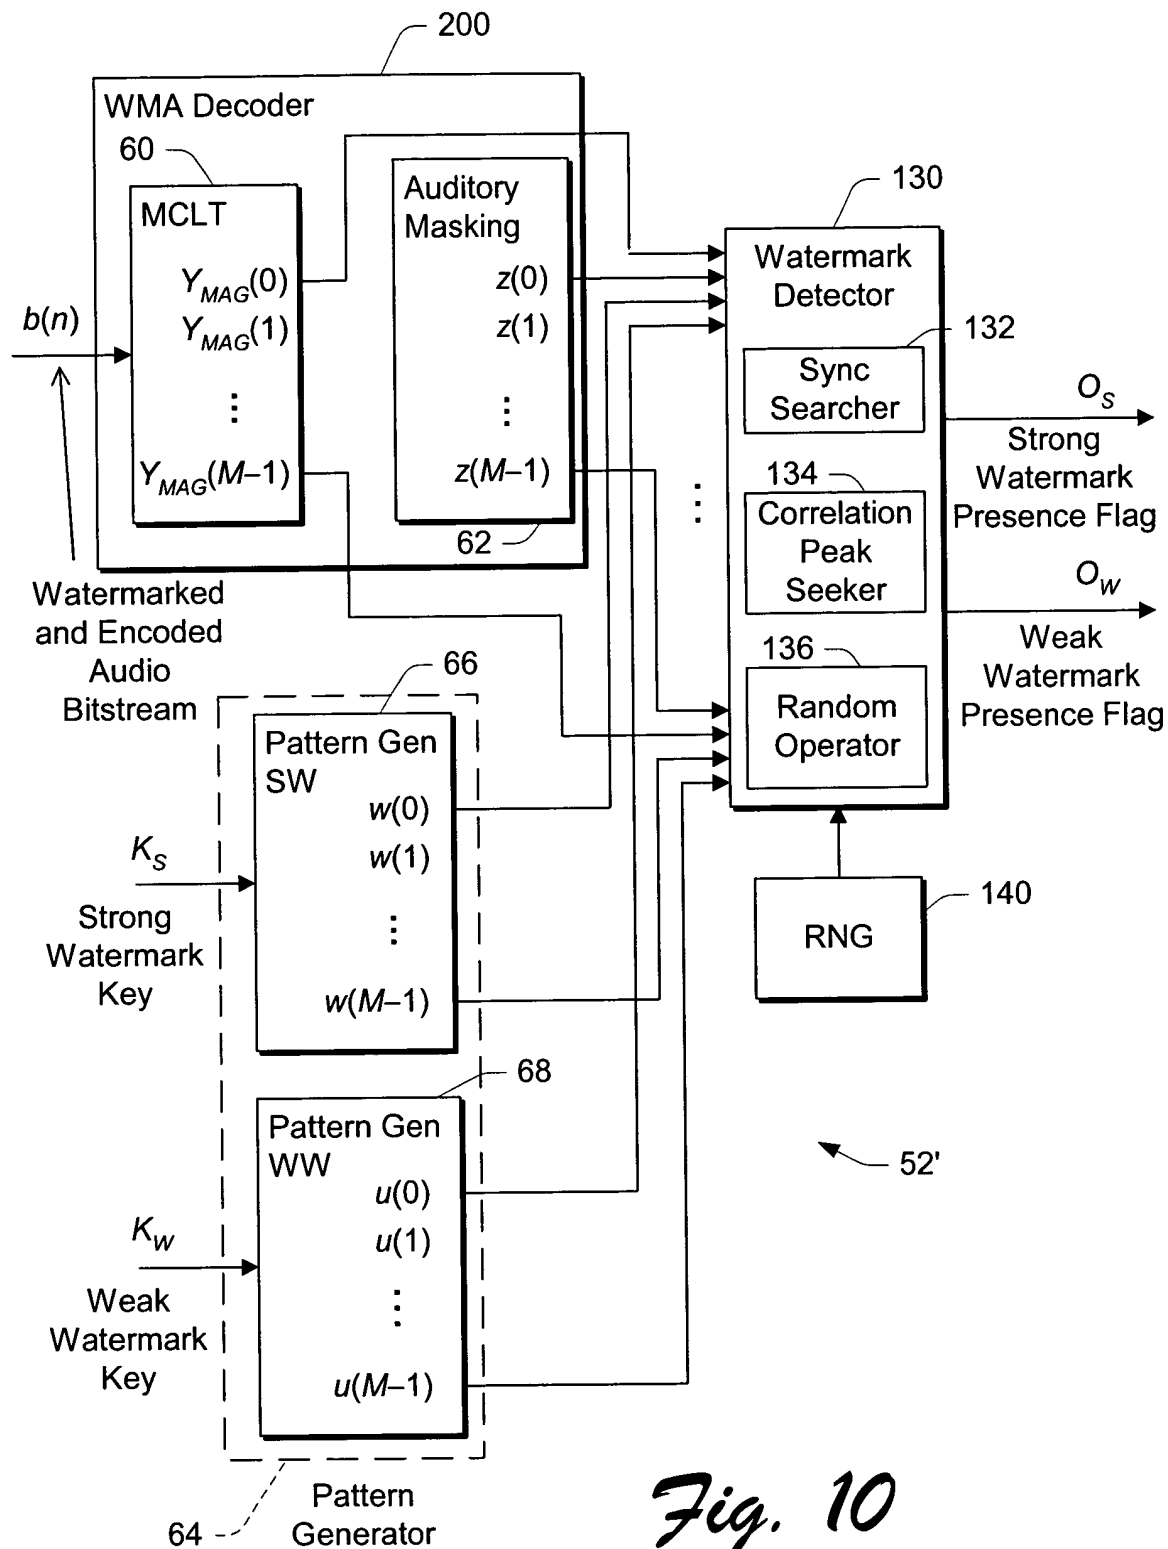 200
WMA Decoder
60
MCLT
Y_MAG(0)
Y_MAG(1)
⋮
Y_MAG(M–1)
Auditory
Masking
z(0)
z(1)
⋮
z(M–1)
62
b(n)
Watermarked
and Encoded
Audio
Bitstream
130
Watermark
Detector
132
Sync
Searcher
134
Correlation
Peak
Seeker
136
Random
Operator
⋮
O_S
Strong
Watermark
Presence Flag
O_W
Weak
Watermark
Presence Flag
RNG
140
66
Pattern Gen
SW
w(0)
w(1)
⋮
w(M–1)
K_S
Strong
Watermark
Key
68
Pattern Gen
WW
u(0)
u(1)
⋮
u(M–1)
K_W
Weak
Watermark
Key
52'
64
Pattern
Generator
Fig. 10